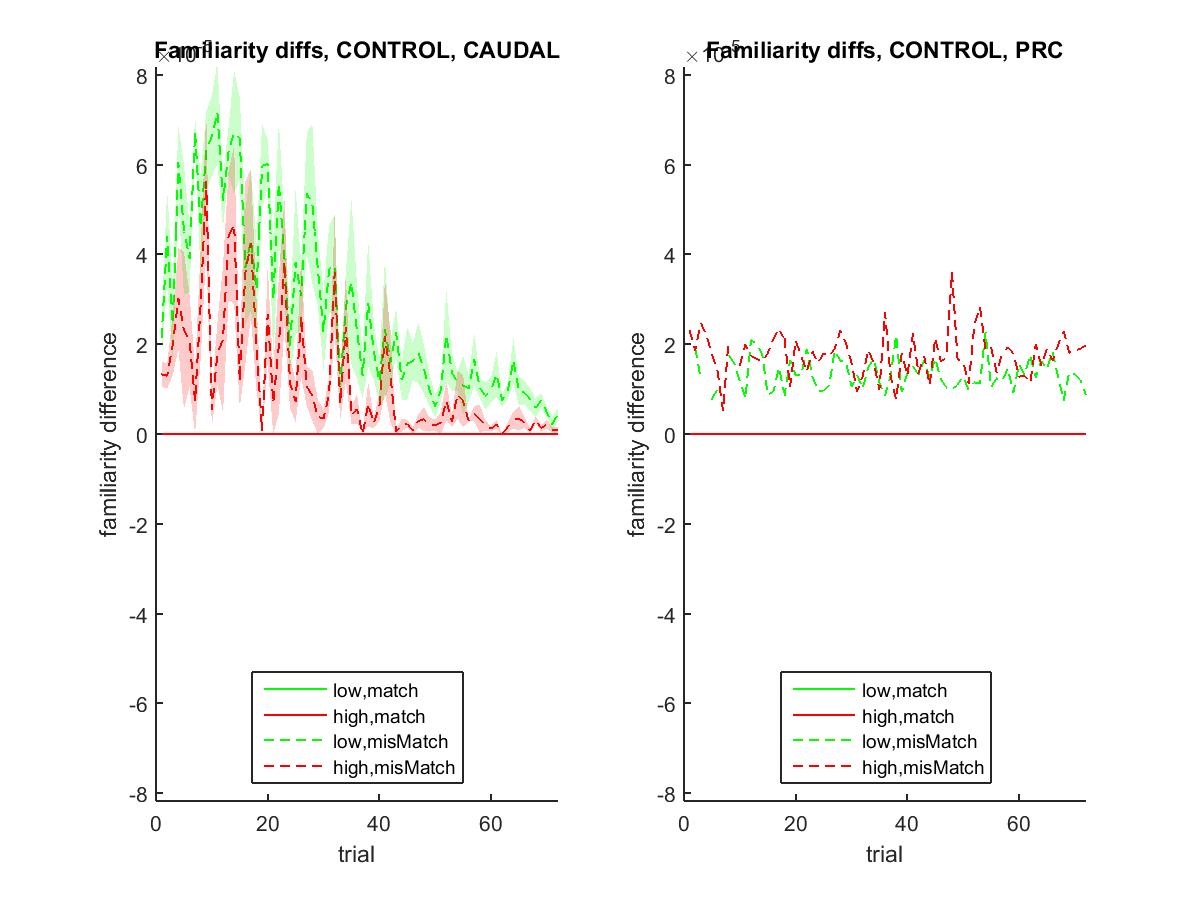 Familiarity diffs, CONTROL, CAUDAL
× 10-5
8
6
4
2
0
-2
-4
-6
-8
familiarity difference
0 20 40 60
trial
low,match
high,match
low,misMatch
high,misMatch
Familiarity diffs, CONTROL, PRC
× 10-5
8
6
4
2
0
-2
-4
-6
-8
familiarity difference
0 20 40 60
trial
low,match
high,match
low,misMatch
high,misMatch